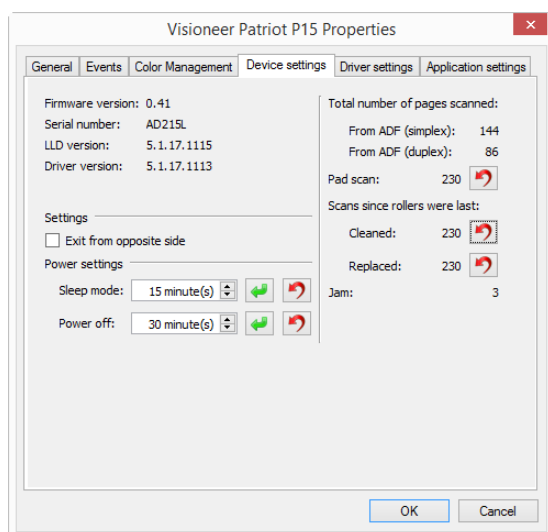 Visioneer Patriot P15 Properties
General Events Color Management Device settings Driver settings Application settings
Firmware version: 0.41
Serial number: AD215L
LLD version: 5.1.17.1115
Driver version: 5.1.17.1113
Settings
Exit from opposite side
Power settings
Sleep mode: 15 minute(s)
Power off: 30 minute(s)
Total number of pages scanned:
From ADF (simplex): 144
From ADF (duplex): 86
Pad scan: 230
Scans since rollers were last:
Cleaned: 230
Replaced: 230
Jam: 3
OK Cancel